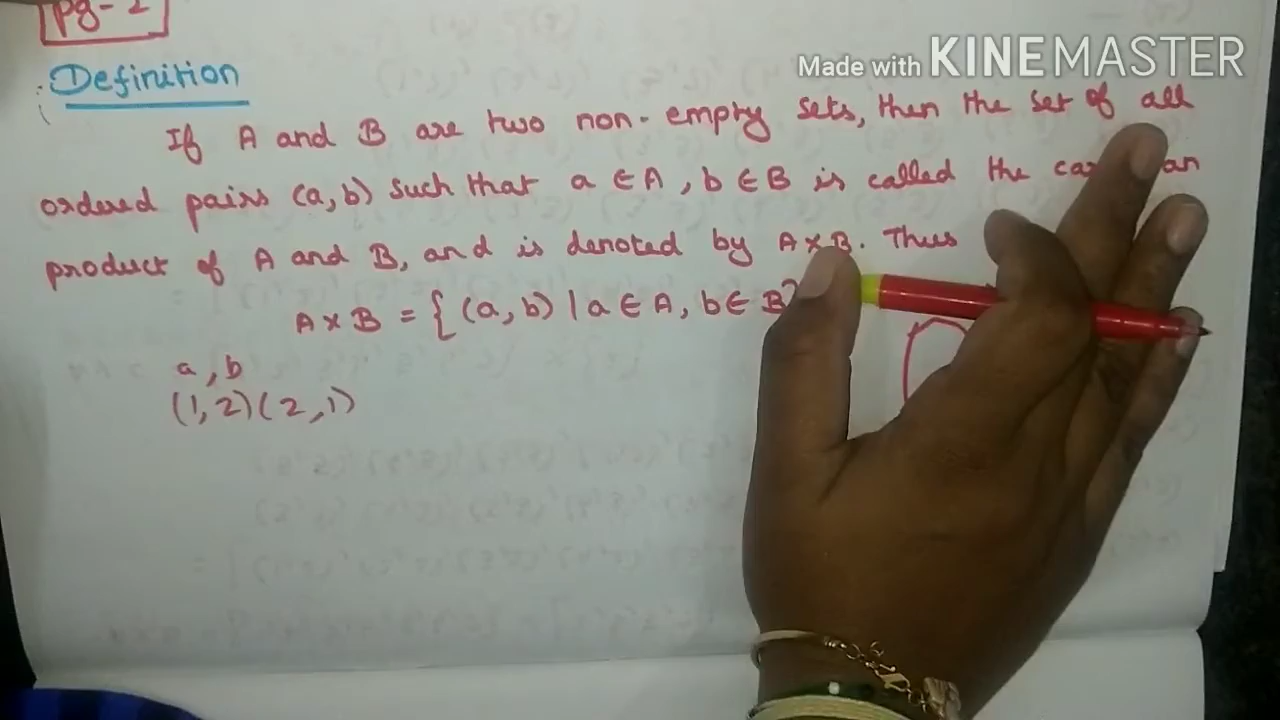 pg-
Made with KINEMASTER
Definition
If A and B are two non-empty sets, then the set of all
ordered pairs (a,b) such that a ∈ A, b ∈ B is called the
product of A and B, and is denoted by A×B. Thus
A×B = { (a,b) | a ∈ A, b ∈ B}
a, b
(1,2)(2,1)